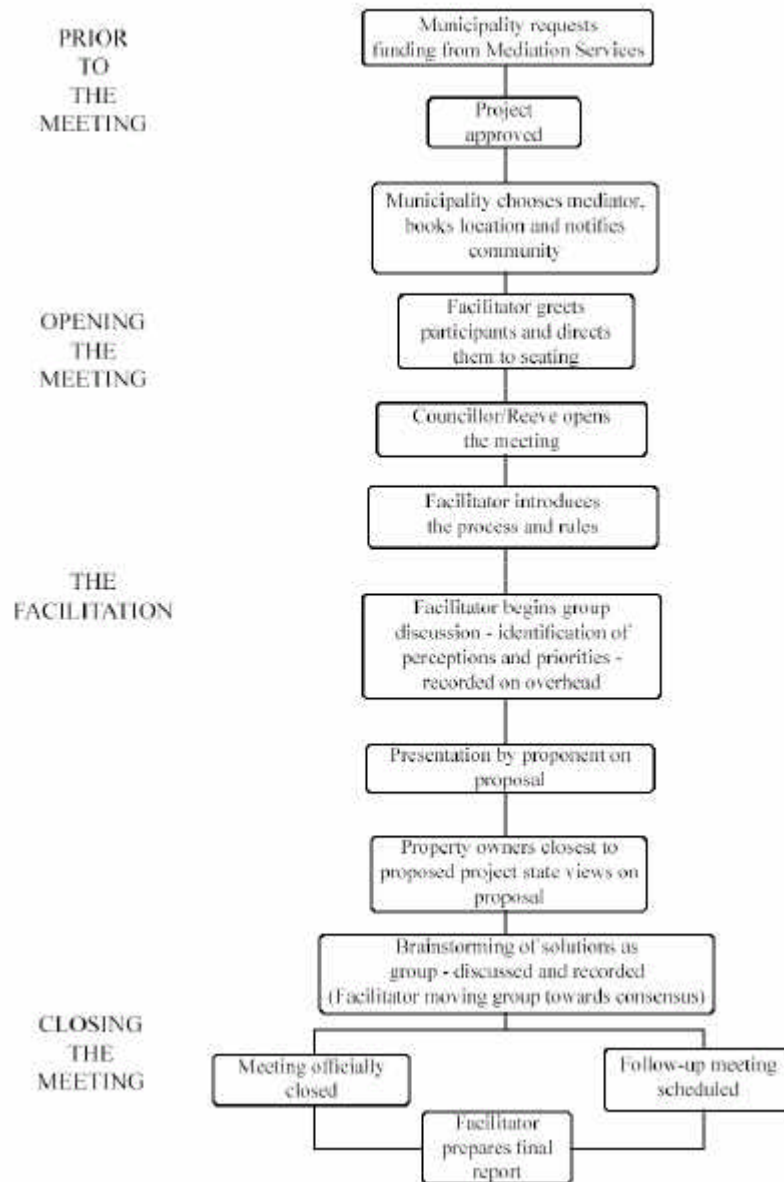 PRIOR
TO
THE
MEETING
Municipality requests
funding from Mediation Services
Project
approved
Municipality chooses mediator,
books location and notifies
community
OPENING
THE
MEETING
Facilitator greets
participants and directs
them to seating
Councillor/Reeve opens
the meeting
Facilitator introduces
the process and rules
THE
FACILITATION
Facilitator begins group
discussion - identification of
perceptions and priorities -
recorded on overhead
Presentation by proponent on
proposal
Property owners closest to
proposed project state views on
proposal
Brainstorming of solutions as
group - discussed and recorded
(Facilitator moving group towards consensus)
CLOSING
THE
MEETING
Meeting officially
closed
Follow-up meeting
scheduled
Facilitator
prepares final
report